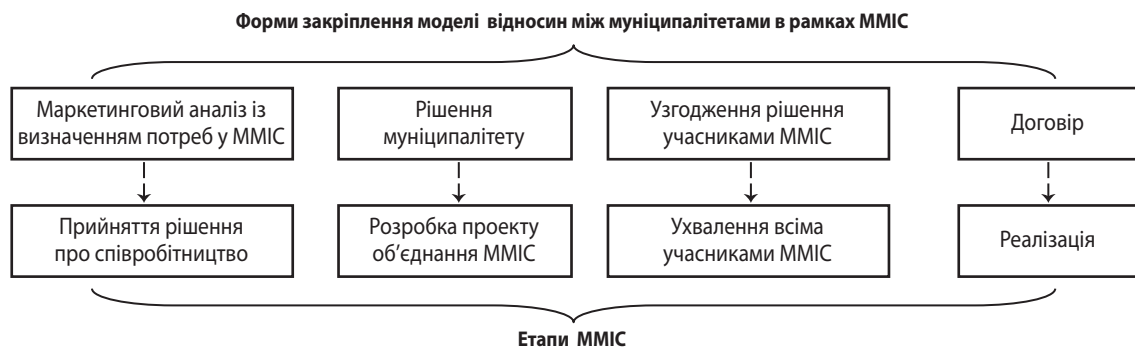 Форми закріплення моделі відносин між муніципалітетами в рамках ММІС
Маркетинговий аналіз із
визначенням потреб у ММІС
Рішення
муніципалітету
Узгодження рішення
учасниками ММІС
Договір
Прийняття рішення
про співробітництво
Розробка проекту
об'єднання ММІС
Ухвалення всіма
учасниками ММІС
Реалізація
Етапи ММІС